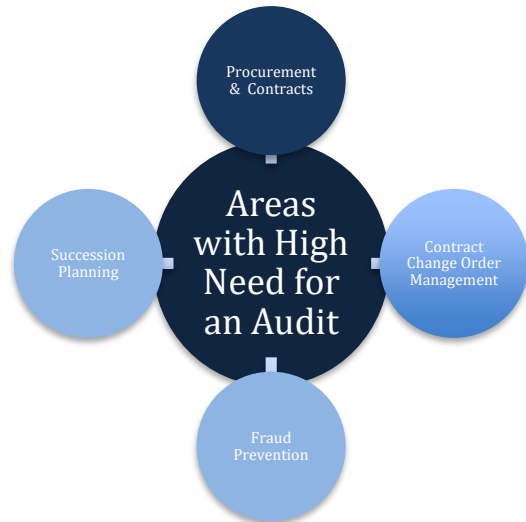 Procurement
& Contracts
Areas
with High
Need for
an Audit
Succession
Planning
Contract
Change Order
Management
Fraud
Prevention